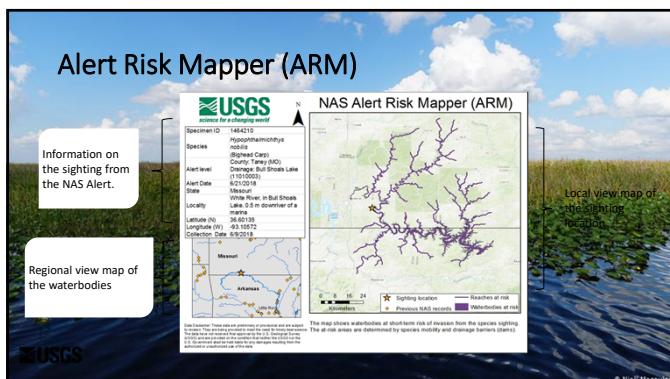 Alert Risk Mapper (ARM)
Information on
the sighting from
the NAS Alert.
Regional view map of
the waterbodies
USGS
science for a changing world
N
Specimen ID 1464210
Species Hypophthalmichthys
nobilis
(Bighead Carp)
Alert level County: Taney (MO)
Drainage: Bull Shoals Lake
(11010003)
Alert Date 6/21/2018
State Missouri
Locality White River, in Bull Shoals
Lake. 0.5 m downriver of a
marina
Latitude (N) 36.60135
Longitude (W) -93.10572
Collection Date 6/9/2018
Missouri
Arkansas
NAS Alert Risk Mapper (ARM)
0 4 8 16 24
Kilometers
Sighting location
Previous NAS records
Reaches at risk
Waterbodies at risk
The map shows waterbodies at short-term risk of invasion from the species sighting.
The at-risk areas are determined by species mobility and drainage barriers (dams).
Local view map of
the sighting
location
USGS